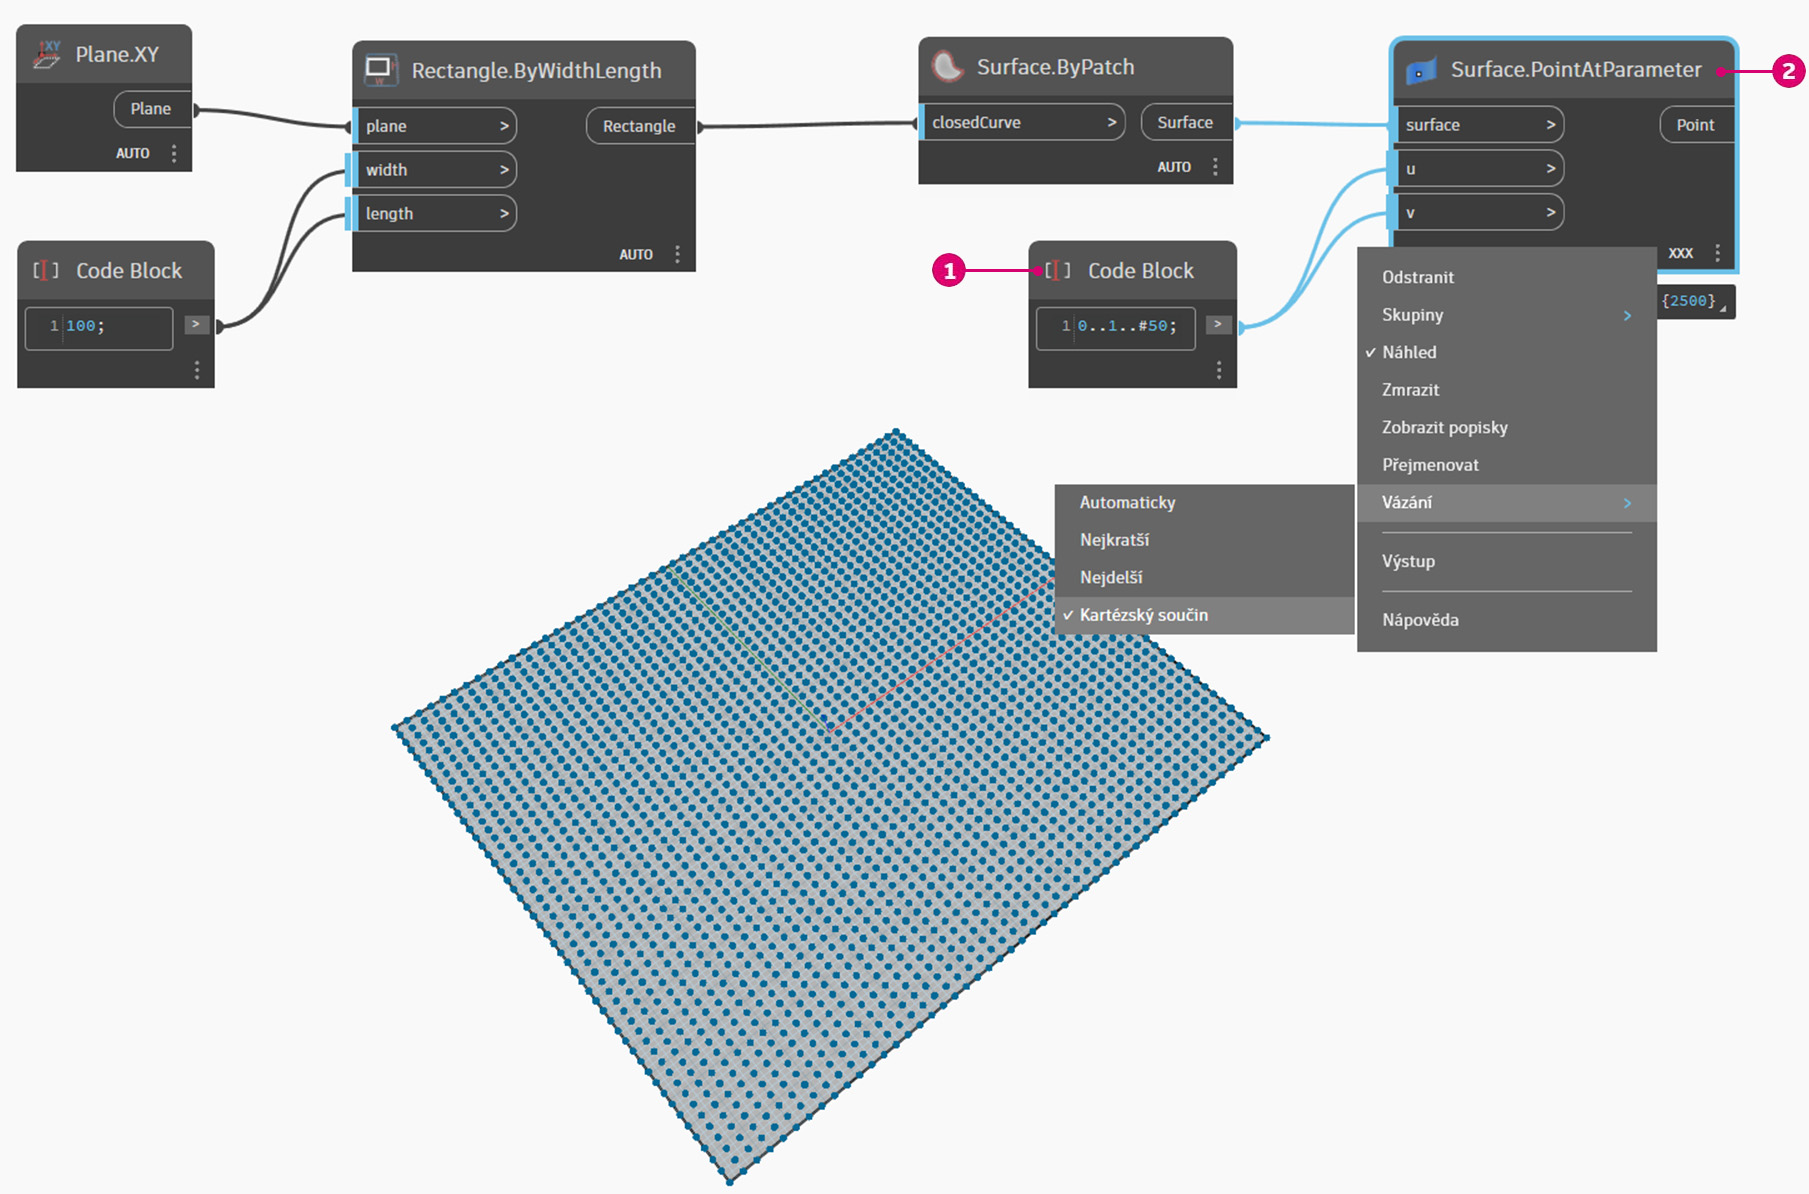 Plane.XY
Plane
AUTO
Code Block
1 100;
>
Rectangle.ByWidthLength
plane >
Rectangle
width >
length >
AUTO
Surface.ByPatch
closedCurve >
Surface
AUTO
1
Code Block
1 0..1..#50;
>
Surface.PointAtParameter
2
surface >
Point
u >
v >
XXX
{2500}
Odstranit
Skupiny >
✓ Náhled
Zmrazit
Zobrazit popisky
Přejmenovat
Vázání >
Výstup
Nápověda
Automaticky
Nejkratší
Nejdelší
✓ Kartézský součin